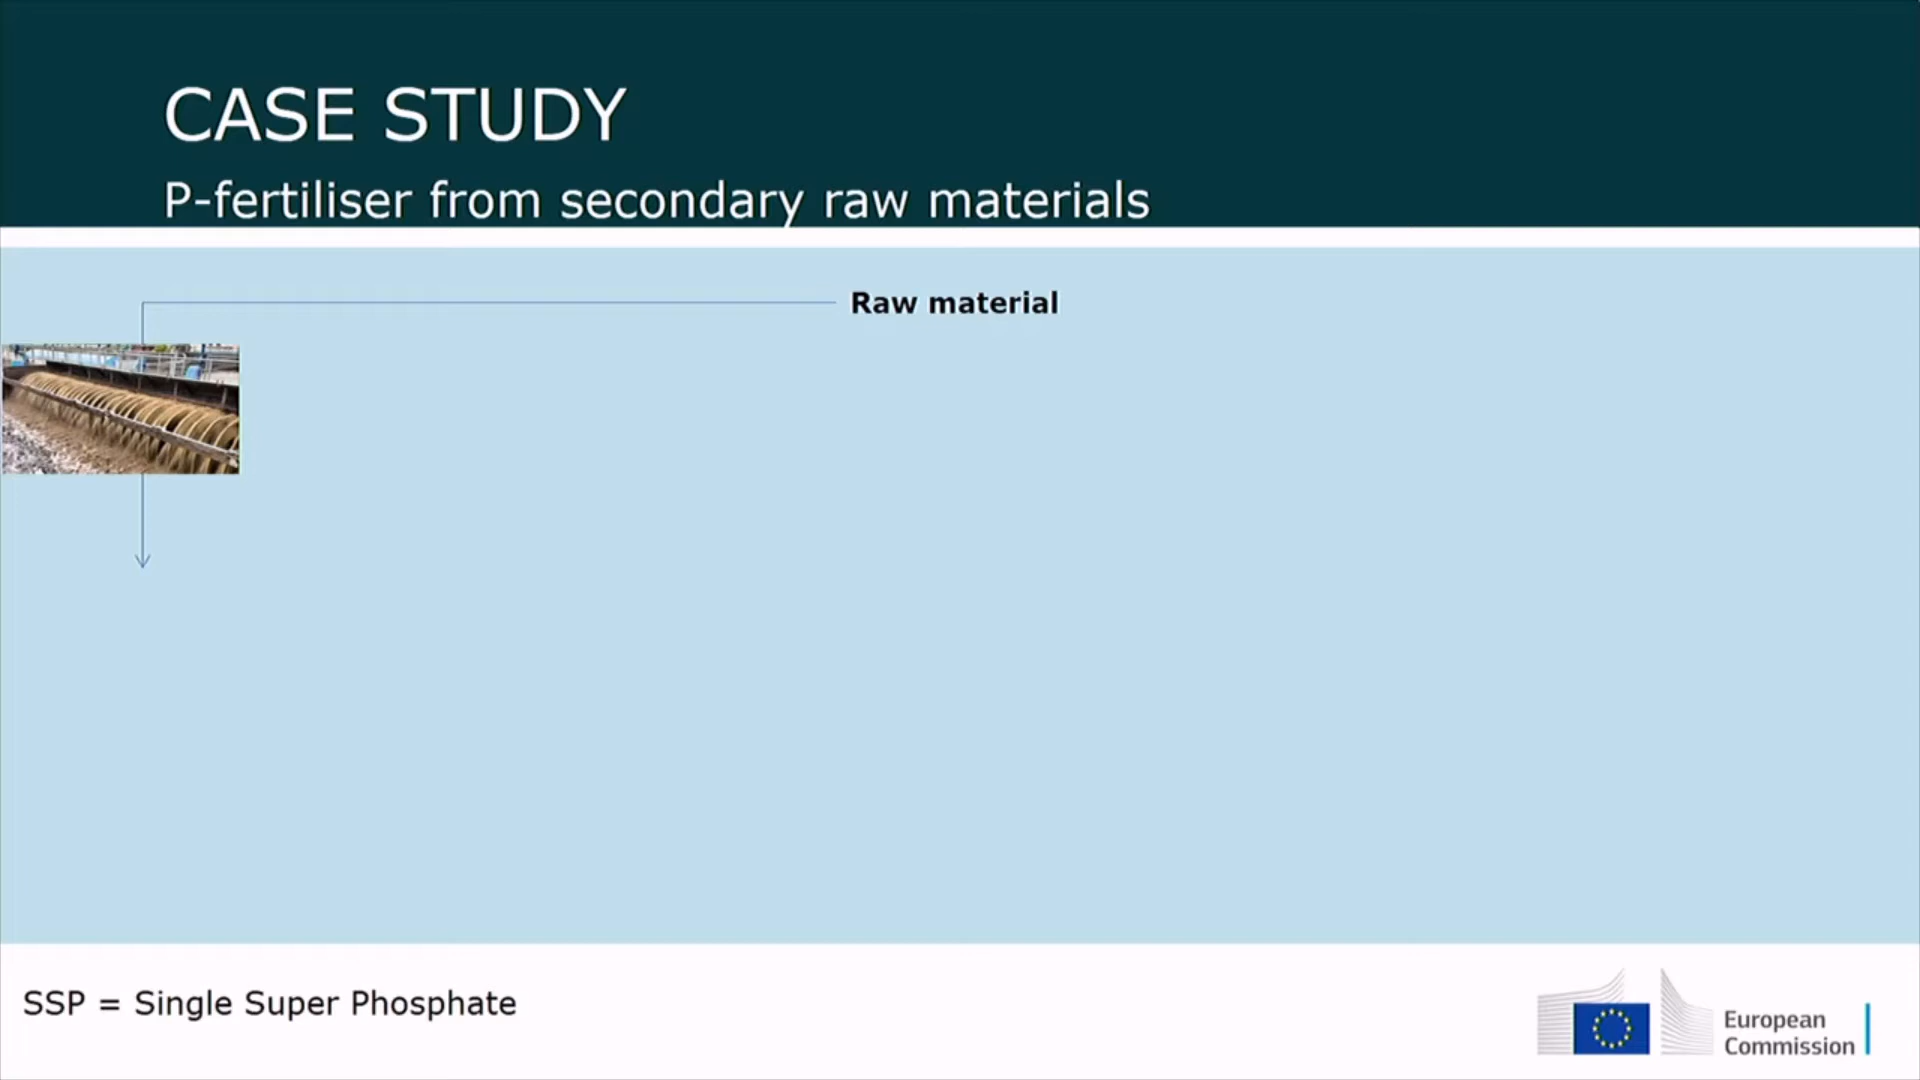 CASE STUDY
P-fertiliser from secondary raw materials
Raw material
SSP = Single Super Phosphate
European
Commission